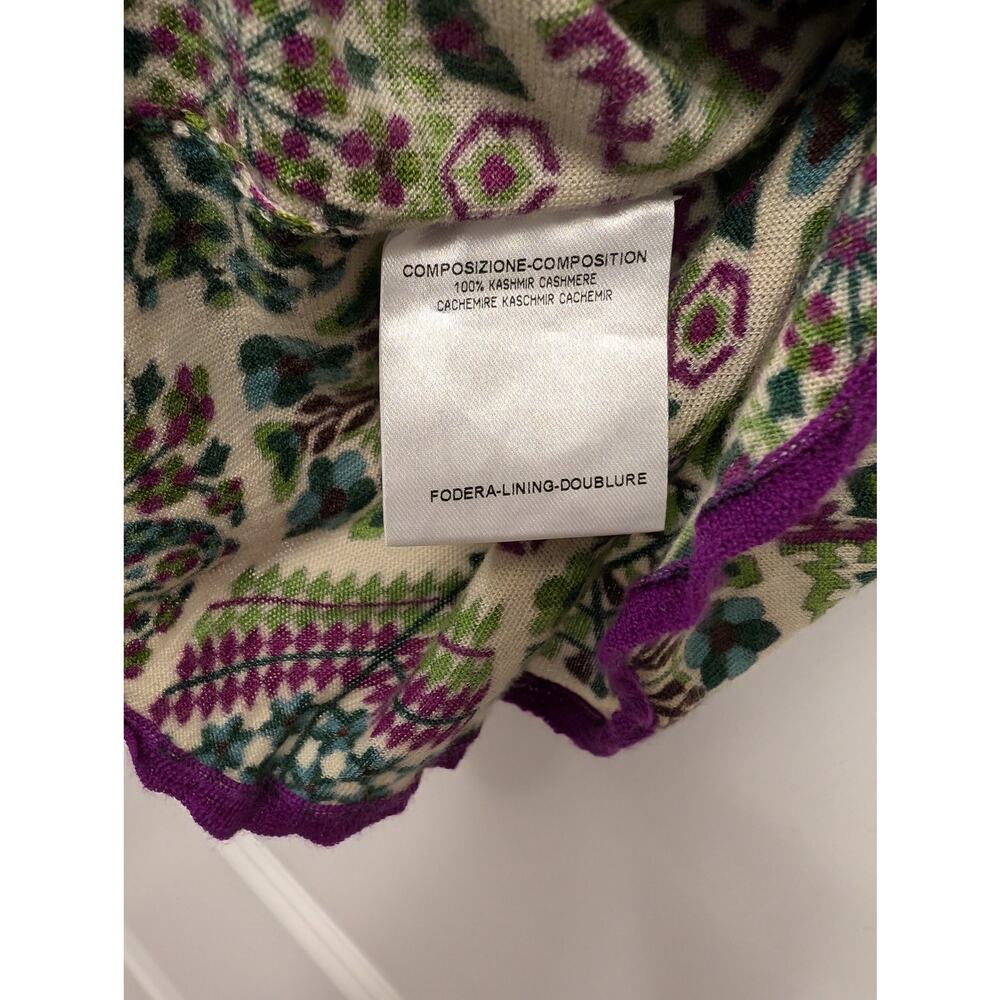 COMPOSIZIONE-COMPOSITION
100% KASHMIR CASHMERE
CACHEMIRE KASCHMIR CACHEMIR
FODERA-LINING-DOUBLURE